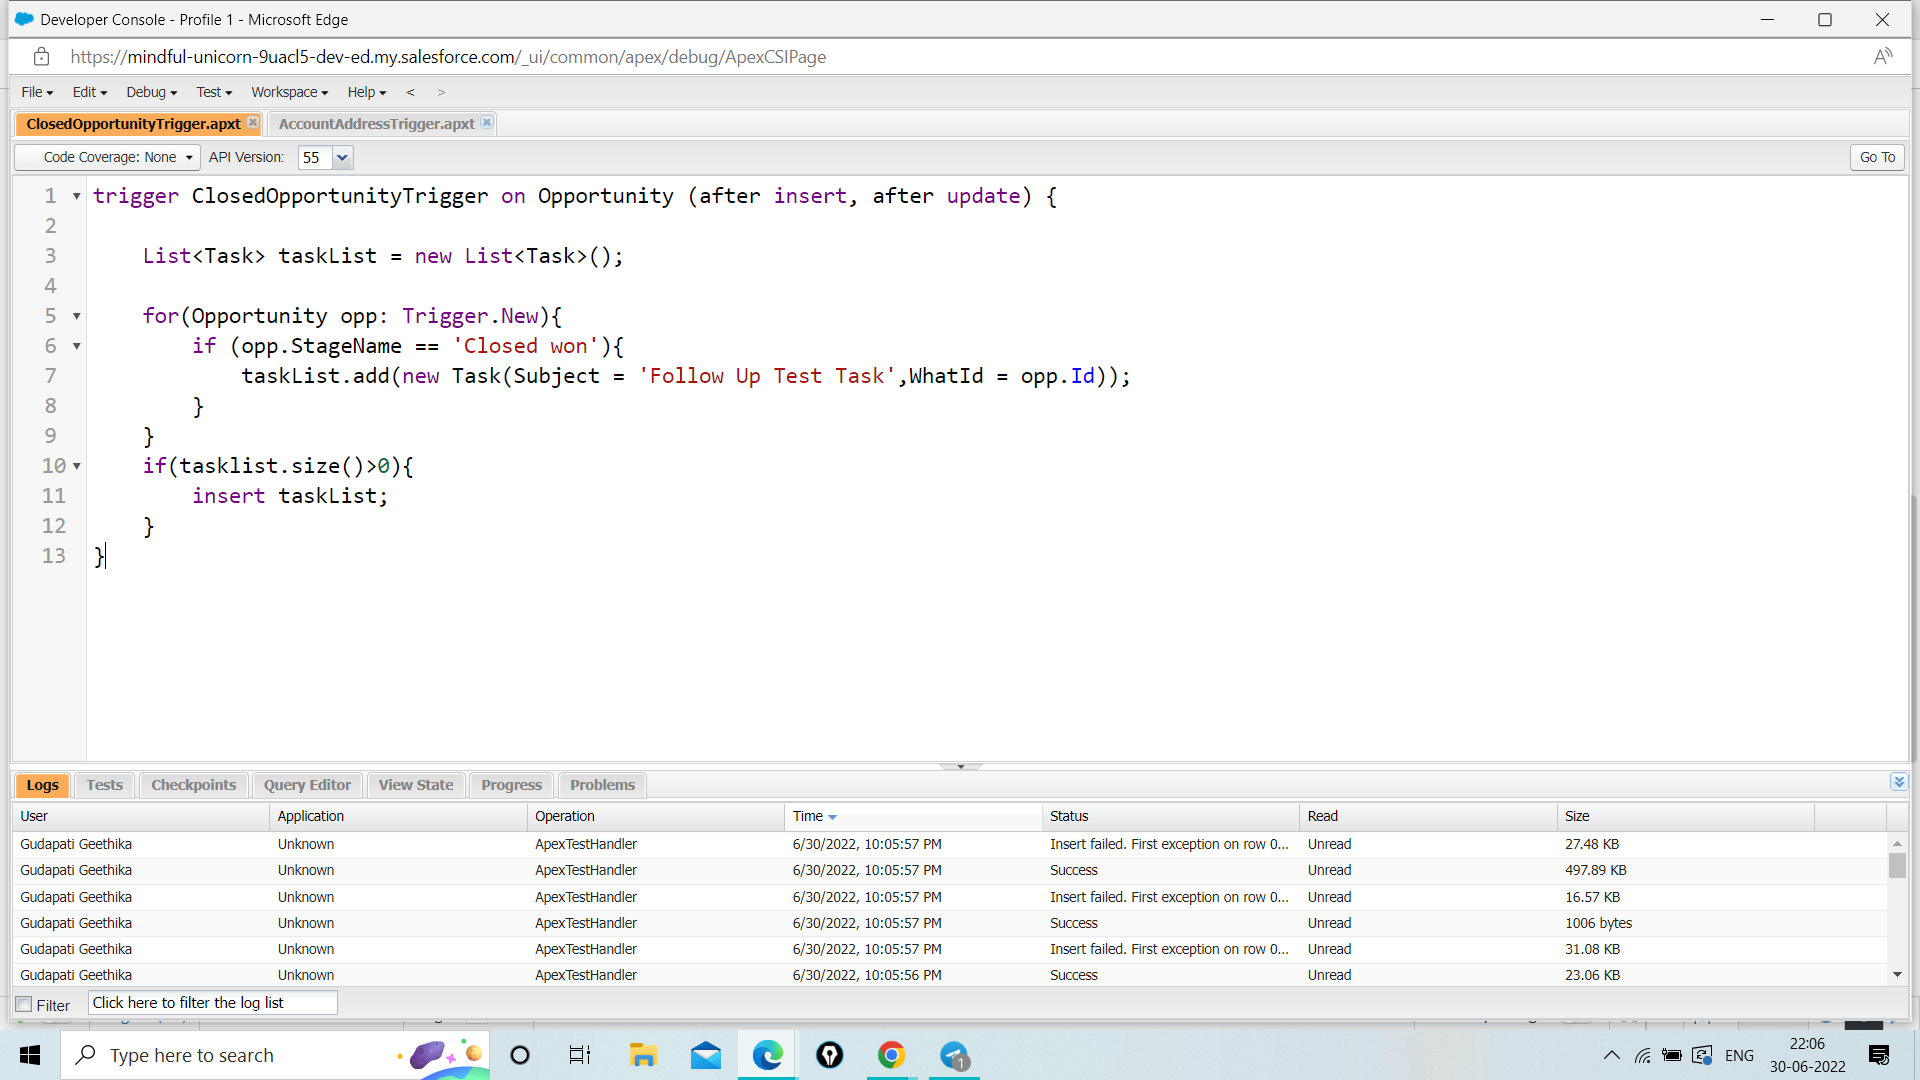 Developer Console - Profile 1 - Microsoft Edge
https://mindful-unicorn-9uacl5-dev-ed.my.salesforce.com/_ui/common/apex/debug/ApexCSIPage
File Edit Debug Test Workspace Help < >
ClosedOpportunityTrigger.apxt AccountAddressTrigger.apxt
Code Coverage: None API Version: 55 Go To
1 trigger ClosedOpportunityTrigger on Opportunity (after insert, after update) {
2
3 List<Task> taskList = new List<Task>();
4
5 for(Opportunity opp: Trigger.New){
6 if (opp.StageName == 'Closed won'){
7 taskList.add(new Task(Subject = 'Follow Up Test Task',WhatId = opp.Id));
8 }
9 }
10 if(tasklist.size()>0){
11 insert taskList;
12 }
13 }
Logs Tests Checkpoints Query Editor View State Progress Problems
User Application Operation Time Status Read Size
Gudapati Geethika Unknown ApexTestHandler 6/30/2022, 10:05:57 PM Insert failed. First exception on row 0... Unread 27.48 KB
Gudapati Geethika Unknown ApexTestHandler 6/30/2022, 10:05:57 PM Success Unread 497.89 KB
Gudapati Geethika Unknown ApexTestHandler 6/30/2022, 10:05:57 PM Insert failed. First exception on row 0... Unread 16.57 KB
Gudapati Geethika Unknown ApexTestHandler 6/30/2022, 10:05:57 PM Success Unread 1006 bytes
Gudapati Geethika Unknown ApexTestHandler 6/30/2022, 10:05:57 PM Insert failed. First exception on row 0... Unread 31.08 KB
Gudapati Geethika Unknown ApexTestHandler 6/30/2022, 10:05:56 PM Success Unread 23.06 KB
Filter Click here to filter the log list
Type here to search 1 ENG 22:06
30-06-2022